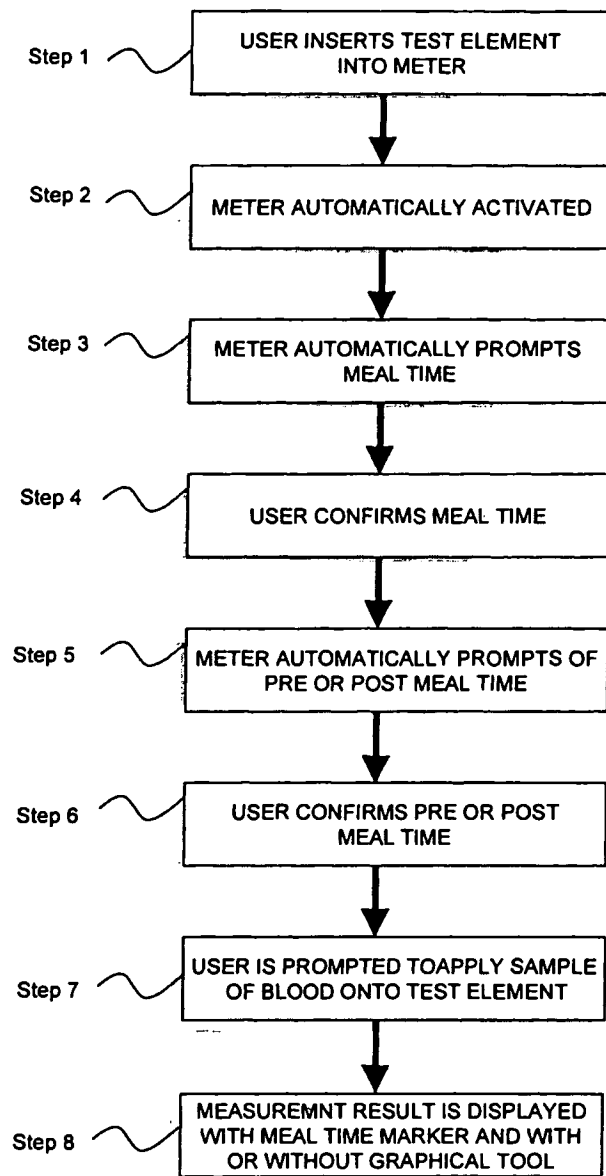 Step 1
USER INSERTS TEST ELEMENT
INTO METER
Step 2
METER AUTOMATICALLY ACTIVATED
Step 3
METER AUTOMATICALLY PROMPTS
MEAL TIME
Step 4
USER CONFIRMS MEAL TIME
Step 5
METER AUTOMATICALLY PROMPTS OF
PRE OR POST MEAL TIME
Step 6
USER CONFIRMS PRE OR POST
MEAL TIME
Step 7
USER IS PROMPTED TOAPPLY SAMPLE
OF BLOOD ONTO TEST ELEMENT
Step 8
MEASUREMNT RESULT IS DISPLAYED
WITH MEAL TIME MARKER AND WITH
OR WITHOUT GRAPHICAL TOOL